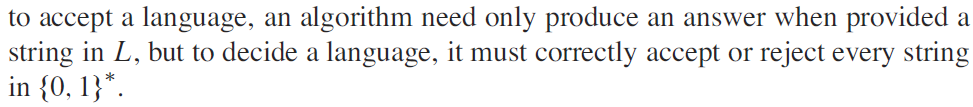 to accept a language, an algorithm need only produce an answer when provided a
string in L, but to decide a language, it must correctly accept or reject every string
in {0, 1}*.